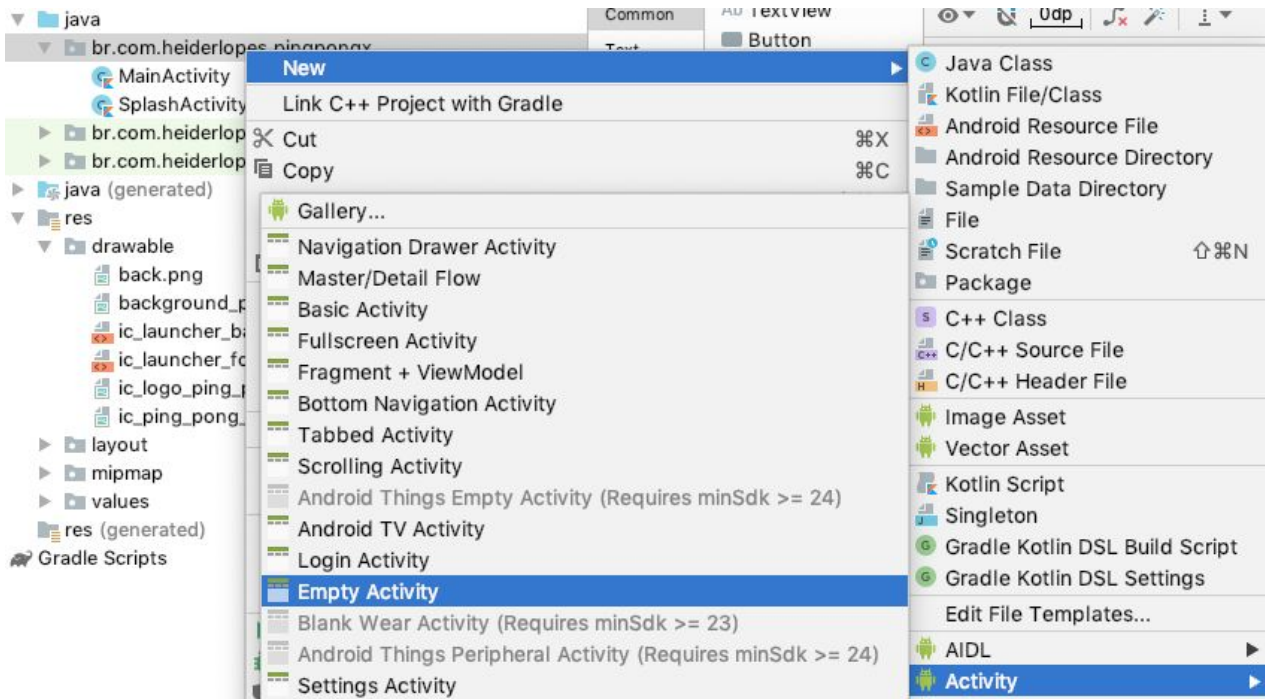 java
br.com.heiderlopes.pingpongx
MainActivity
SplashActivity
br.com.heiderlop
br.com.heiderlope
java (generated)
res
drawable
back.png
background_p
ic_launcher_ba
ic_launcher_fo
ic_logo_ping_p
ic_ping_pong_
layout
mipmap
values
res (generated)
Gradle Scripts
Common
Text
Ab TextView
Button
0dp
New
Link C++ Project with Gradle
Cut ⌘X
Copy ⌘C
Gallery...
Navigation Drawer Activity
Master/Detail Flow
Basic Activity
Fullscreen Activity
Fragment + ViewModel
Bottom Navigation Activity
Tabbed Activity
Scrolling Activity
Android Things Empty Activity (Requires minSdk >= 24)
Android TV Activity
Login Activity
Empty Activity
Blank Wear Activity (Requires minSdk >= 23)
Android Things Peripheral Activity (Requires minSdk >= 24)
Settings Activity
Java Class
Kotlin File/Class
Android Resource File
Android Resource Directory
Sample Data Directory
File
Scratch File ⇧⌘N
Package
C++ Class
C/C++ Source File
C/C++ Header File
Image Asset
Vector Asset
Kotlin Script
Singleton
Gradle Kotlin DSL Build Script
Gradle Kotlin DSL Settings
Edit File Templates...
AIDL
Activity